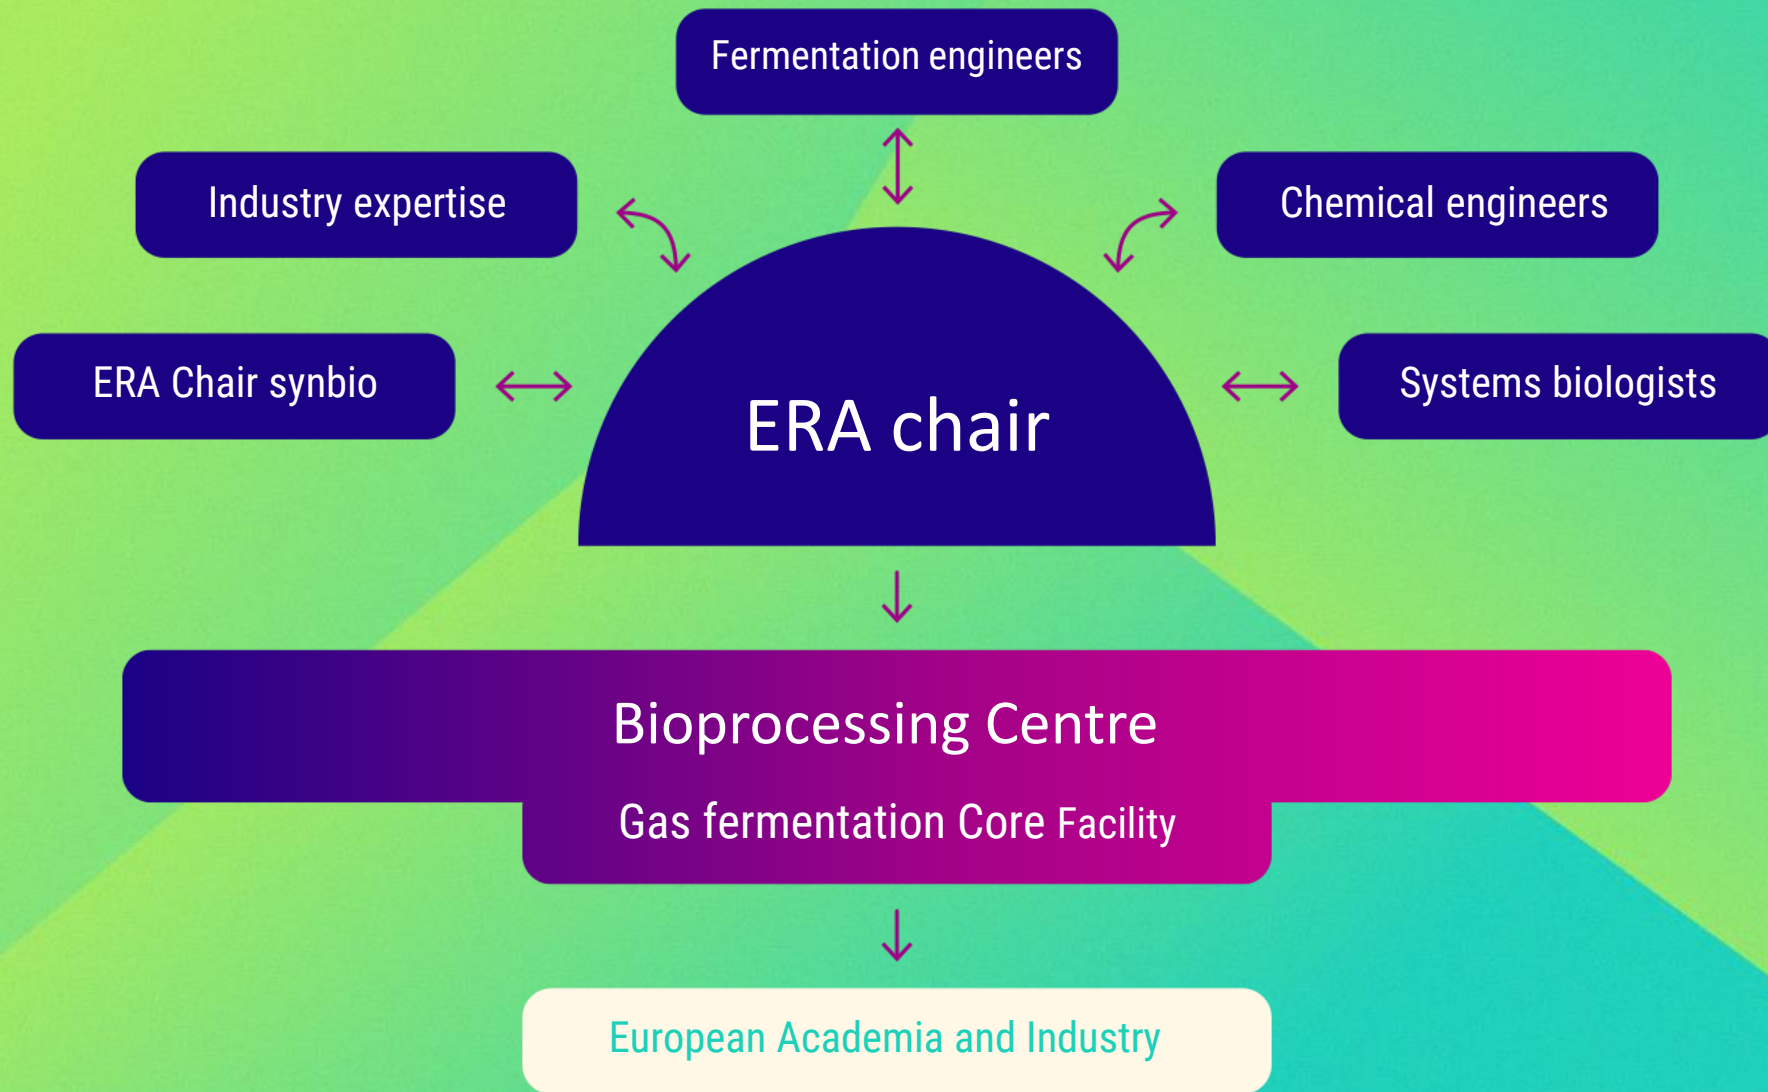 Fermentation engineers
Industry expertise
Chemical engineers
ERA Chair synbio
Systems biologists
ERA chair
Bioprocessing Centre
Gas fermentation Core Facility
European Academia and Industry